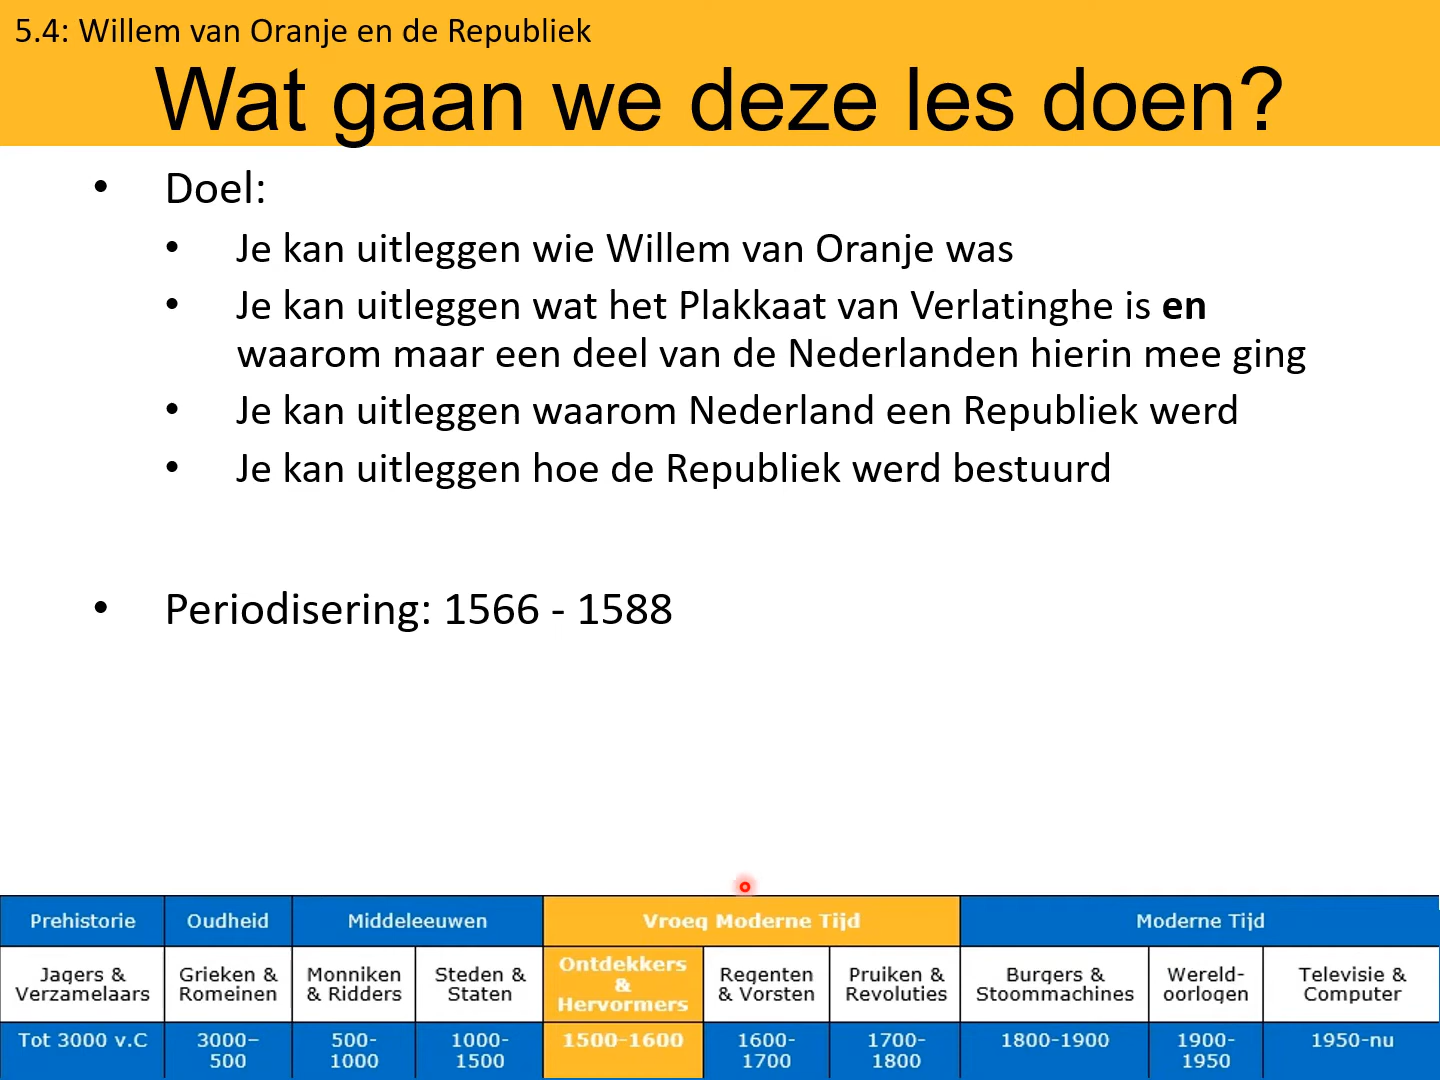 5.4: Willem van Oranje en de Republiek
Wat gaan we deze les doen?
• Doel:
• Je kan uitleggen wie Willem van Oranje was
• Je kan uitleggen wat het Plakkaat van Verlatinghe is en
waarom maar een deel van de Nederlanden hierin mee ging
• Je kan uitleggen waarom Nederland een Republiek werd
• Je kan uitleggen hoe de Republiek werd bestuurd
• Periodisering: 1566 - 1588
Prehistorie Oudheid Middeleeuwen Vroeg Moderne Tijd Moderne Tijd
Jagers &
Verzamelaars
Grieken &
Romeinen
Monniken
& Ridders
Steden &
Staten
Ontdekkers
&
Hervormers
Regenten
& Vorsten
Pruiken &
Revoluties
Burgers &
Stoommachines
Wereld-
oorlogen
Televisie &
Computer
Tot 3000 v.C
3000–
500
500-
1000
1000-
1500
1500-1600
1600-
1700
1700-
1800
1800-1900
1900-
1950
1950-nu